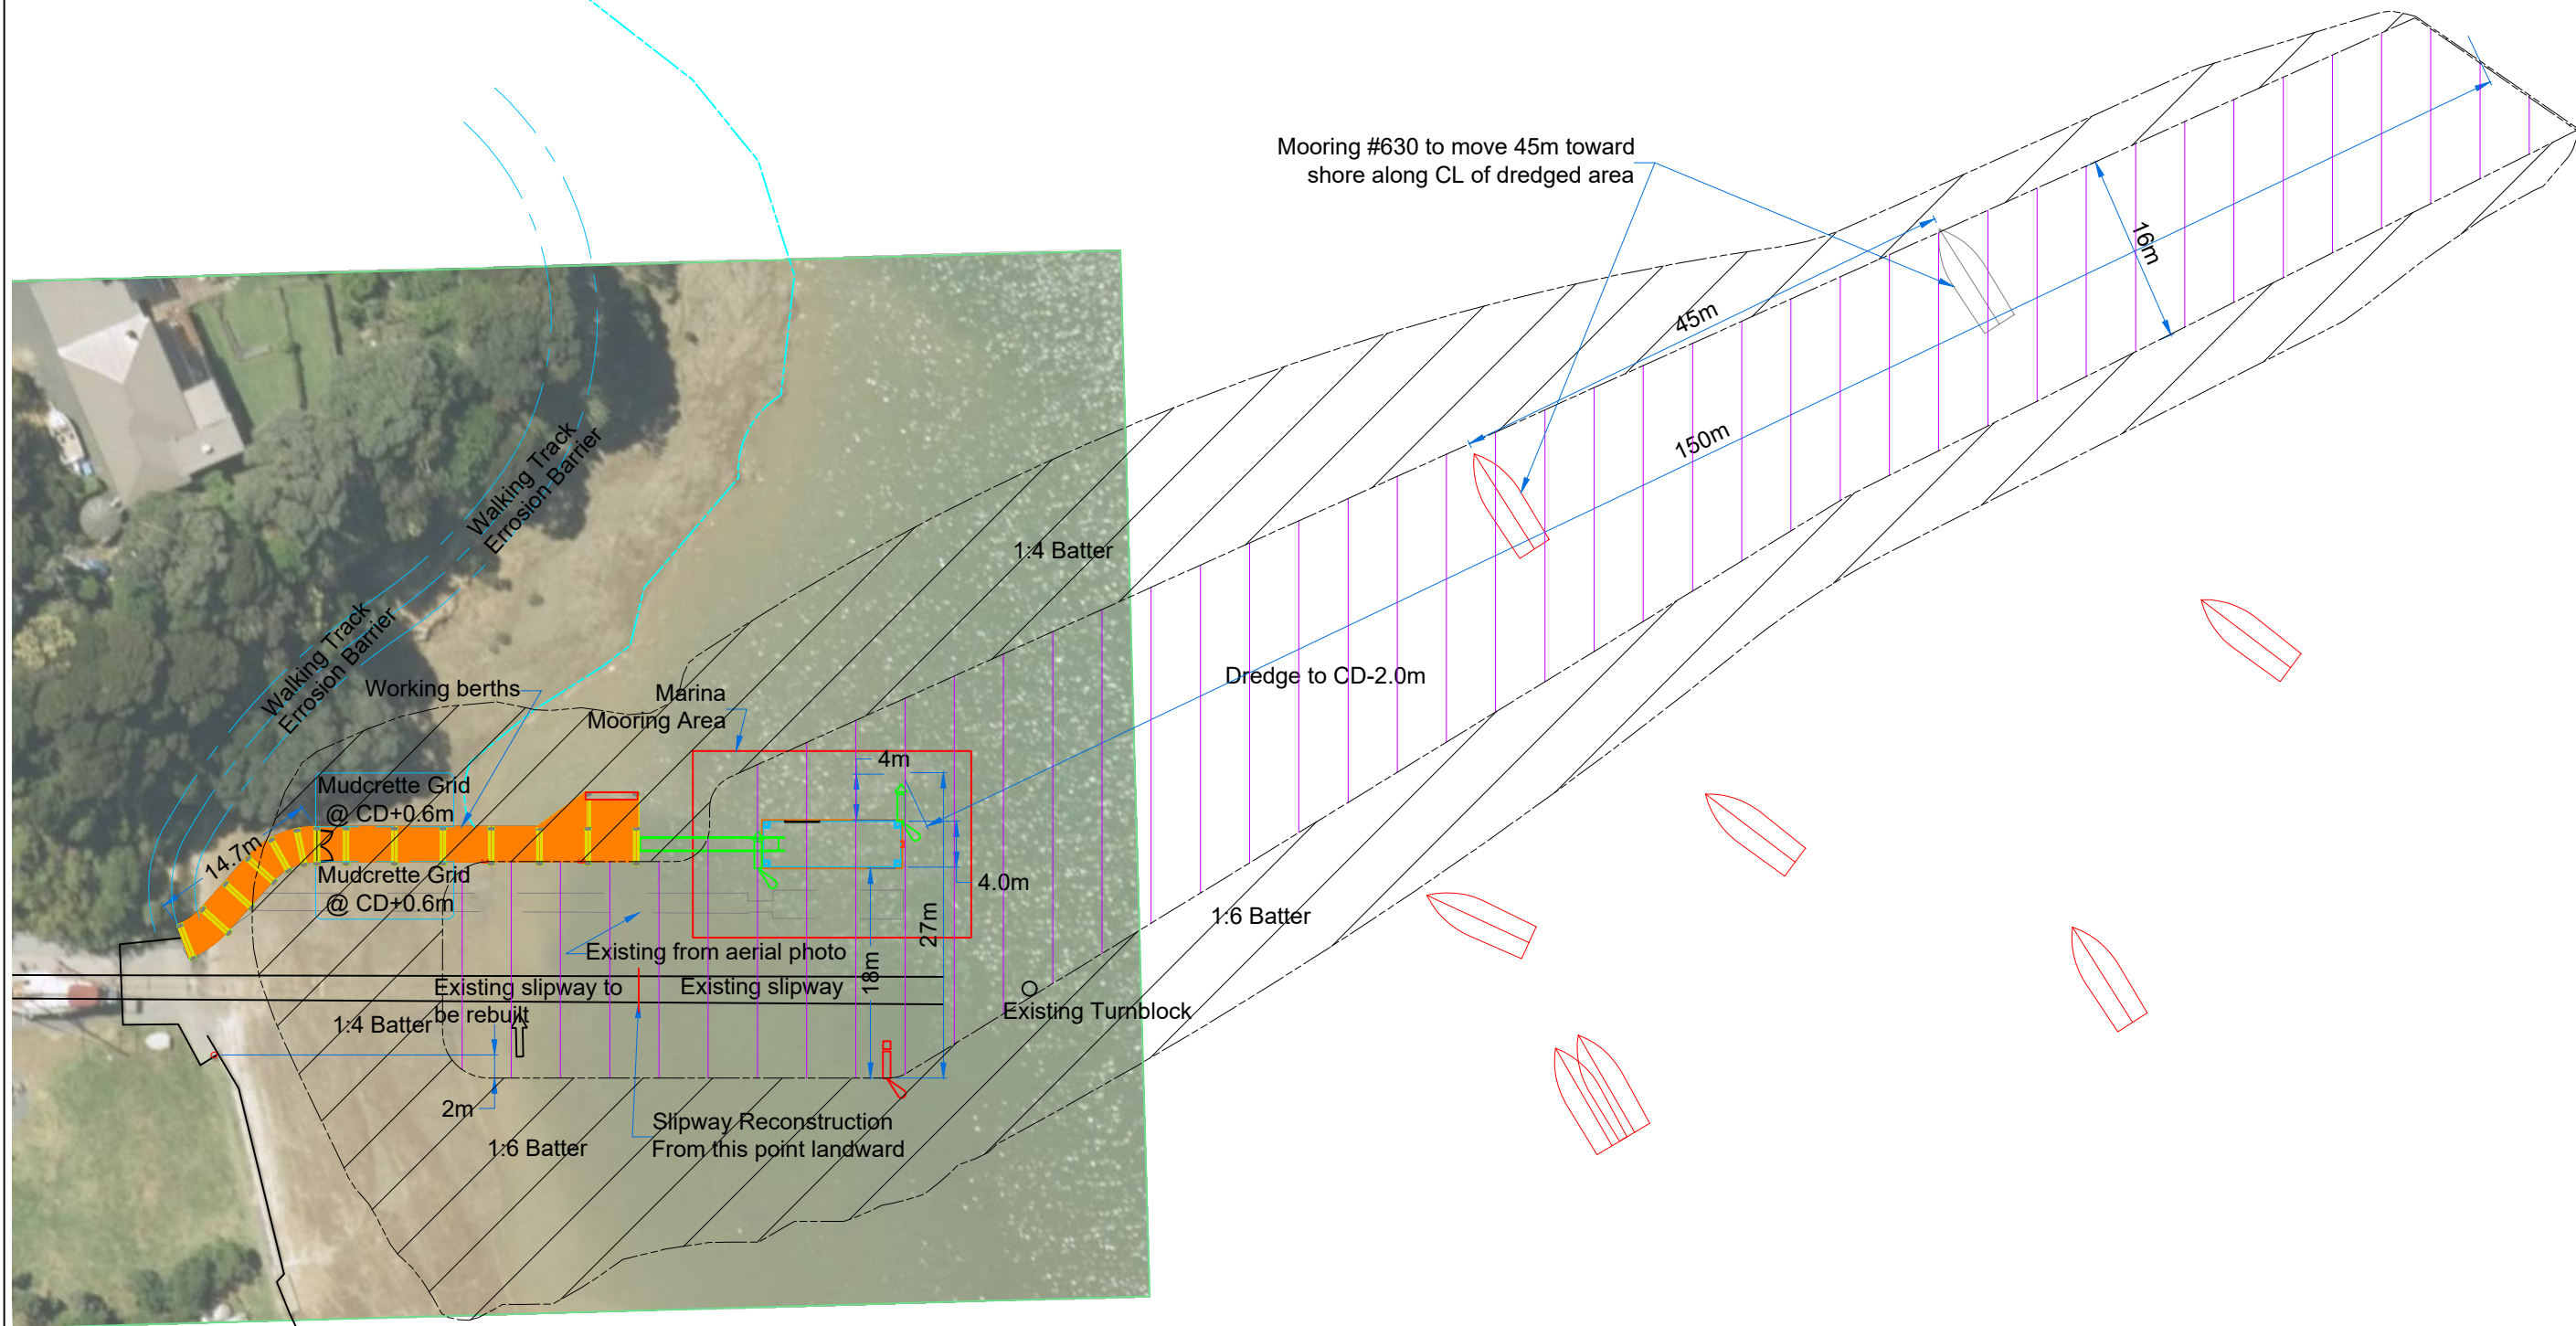 Mooring #630 to move 45m toward
shore along CL of dredged area
16m
45m
150m
Walking Track
Errosion Barrier
1:4 Batter
Walking Track
Errosion Barrier
Working berths
Marina
Mooring Area
Dredge to CD-2.0m
4m
Mudcrette Grid
@ CD+0.6m
14.7m
Mudcrette Grid
@ CD+0.6m
4.0m
27m
1:6 Batter
Existing from aerial photo
18m
Existing slipway to
be rebuilt
Existing slipway
Existing Turnblock
1:4 Batter
2m
Slipway Reconstruction
From this point landward
1:6 Batter